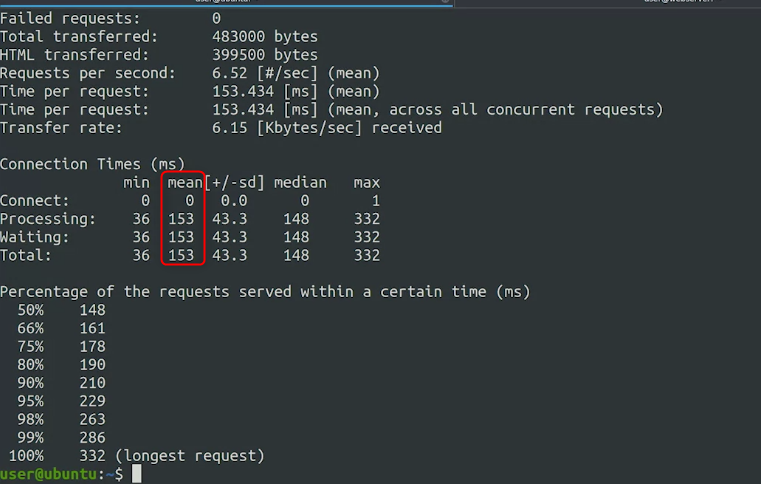 Failed requests:        0
Total transferred:      483000 bytes
HTML transferred:       399500 bytes
Requests per second:    6.52 [#/sec] (mean)
Time per request:       153.434 [ms] (mean)
Time per request:       153.434 [ms] (mean, across all concurrent requests)
Transfer rate:          6.15 [Kbytes/sec] received
Connection Times (ms)
              min  mean[+/-sd] median   max
Connect:        0    0   0.0      0       1
Processing:    36  153  43.3    148     332
Waiting:       36  153  43.3    148     332
Total:         36  153  43.3    148     332
Percentage of the requests served within a certain time (ms)
  50%    148
  66%    161
  75%    178
  80%    190
  90%    210
  95%    229
  98%    263
  99%    286
 100%    332 (longest request)
user@ubuntu:~$